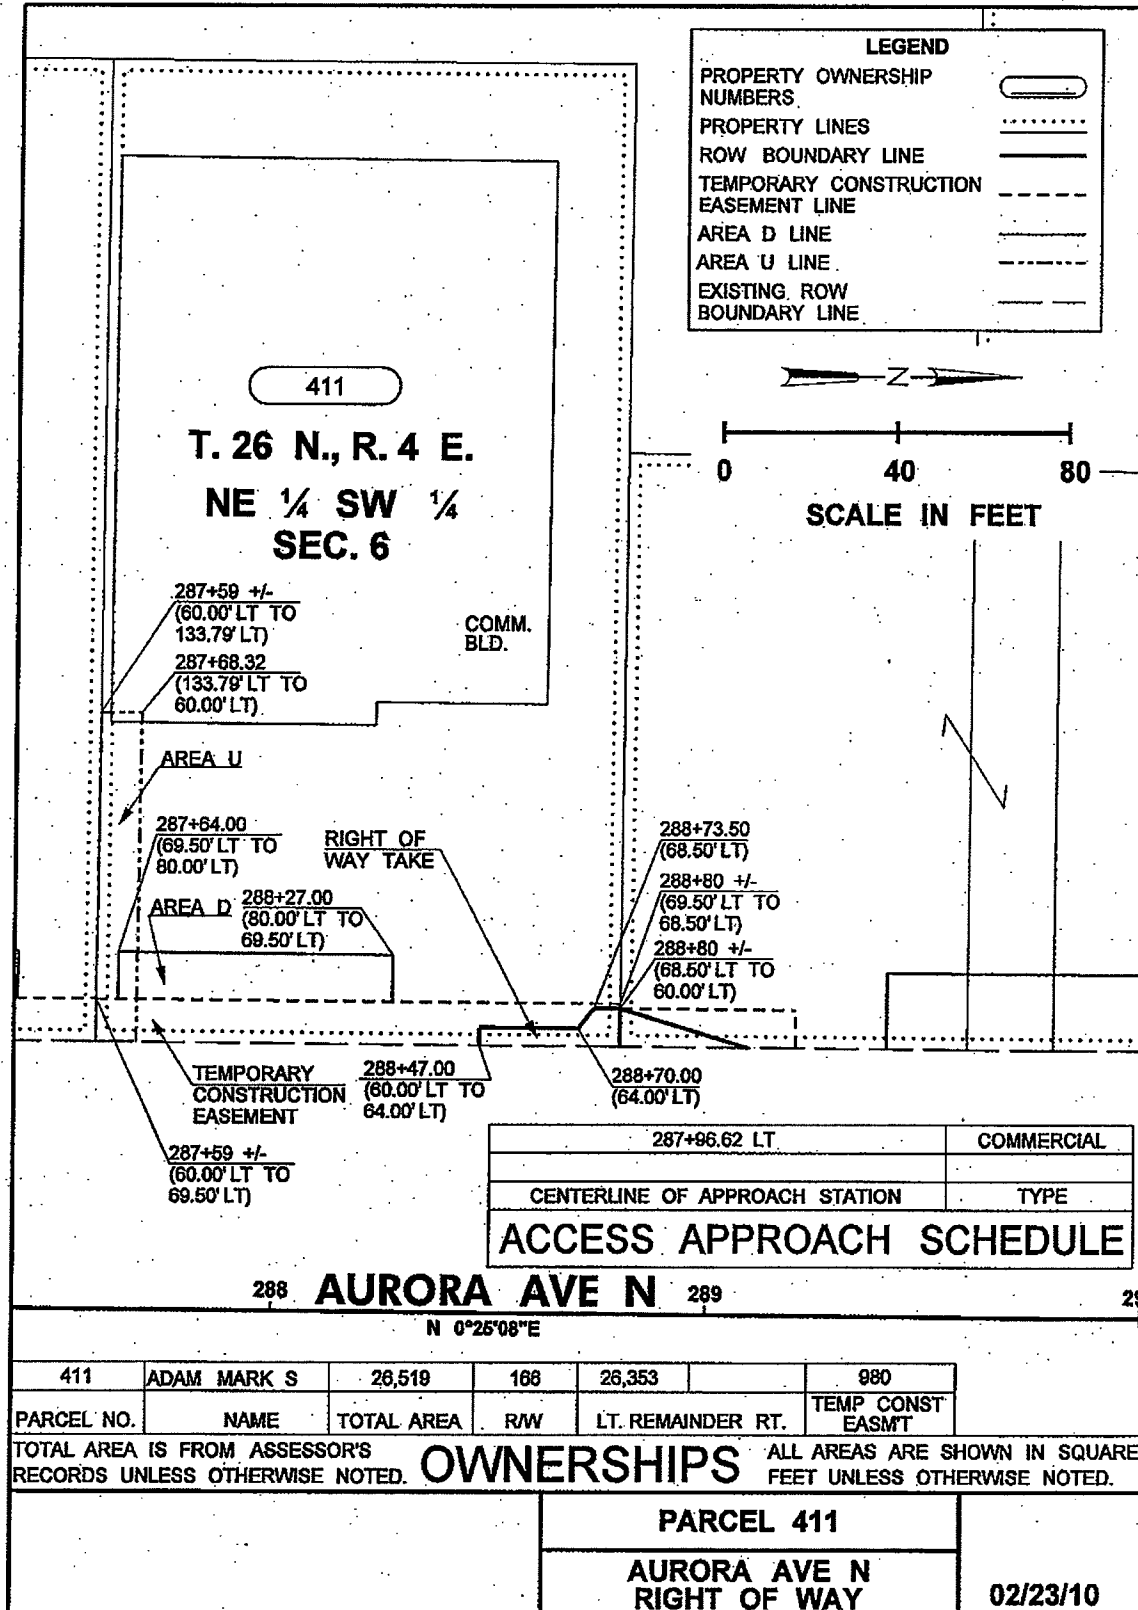 LEGEND
PROPERTY OWNERSHIP
NUMBERS
PROPERTY LINES
ROW BOUNDARY LINE
TEMPORARY CONSTRUCTION
EASEMENT LINE
AREA D LINE
AREA U LINE
EXISTING ROW
BOUNDARY LINE
N
0 40 80
SCALE IN FEET
411
T. 26 N., R. 4 E.
NE ¼ SW ¼
SEC. 6
287+59 +/-
(60.00' LT TO
133.79' LT)
287+68.32
(133.79' LT TO
60.00' LT)
COMM.
BLD.
AREA U
287+64.00
(69.50' LT TO
80.00' LT)
RIGHT OF
WAY TAKE
288+73.50
(68.50' LT)
288+80 +/-
(69.50' LT TO
68.50' LT)
288+80 +/-
(68.50' LT TO
60.00' LT)
AREA D
288+27.00
(80.00' LT TO
69.50' LT)
TEMPORARY
CONSTRUCTION
EASEMENT
288+47.00
(60.00' LT TO
64.00' LT)
288+70.00
(64.00' LT)
287+59 +/-
(60.00' LT TO
69.50' LT)
287+96.62 LT COMMERCIAL
CENTERLINE OF APPROACH STATION TYPE
ACCESS APPROACH SCHEDULE
288 AURORA AVE N 289 29
N 0°25'08"E
411 ADAM MARK S 26,519 166 26,353 980
PARCEL NO. NAME TOTAL AREA R/W LT. REMAINDER RT. TEMP CONST
EASM'T
TOTAL AREA IS FROM ASSESSOR'S
RECORDS UNLESS OTHERWISE NOTED.
OWNERSHIPS
ALL AREAS ARE SHOWN IN SQUARE
FEET UNLESS OTHERWISE NOTED.
PARCEL 411
AURORA AVE N
RIGHT OF WAY
02/23/10